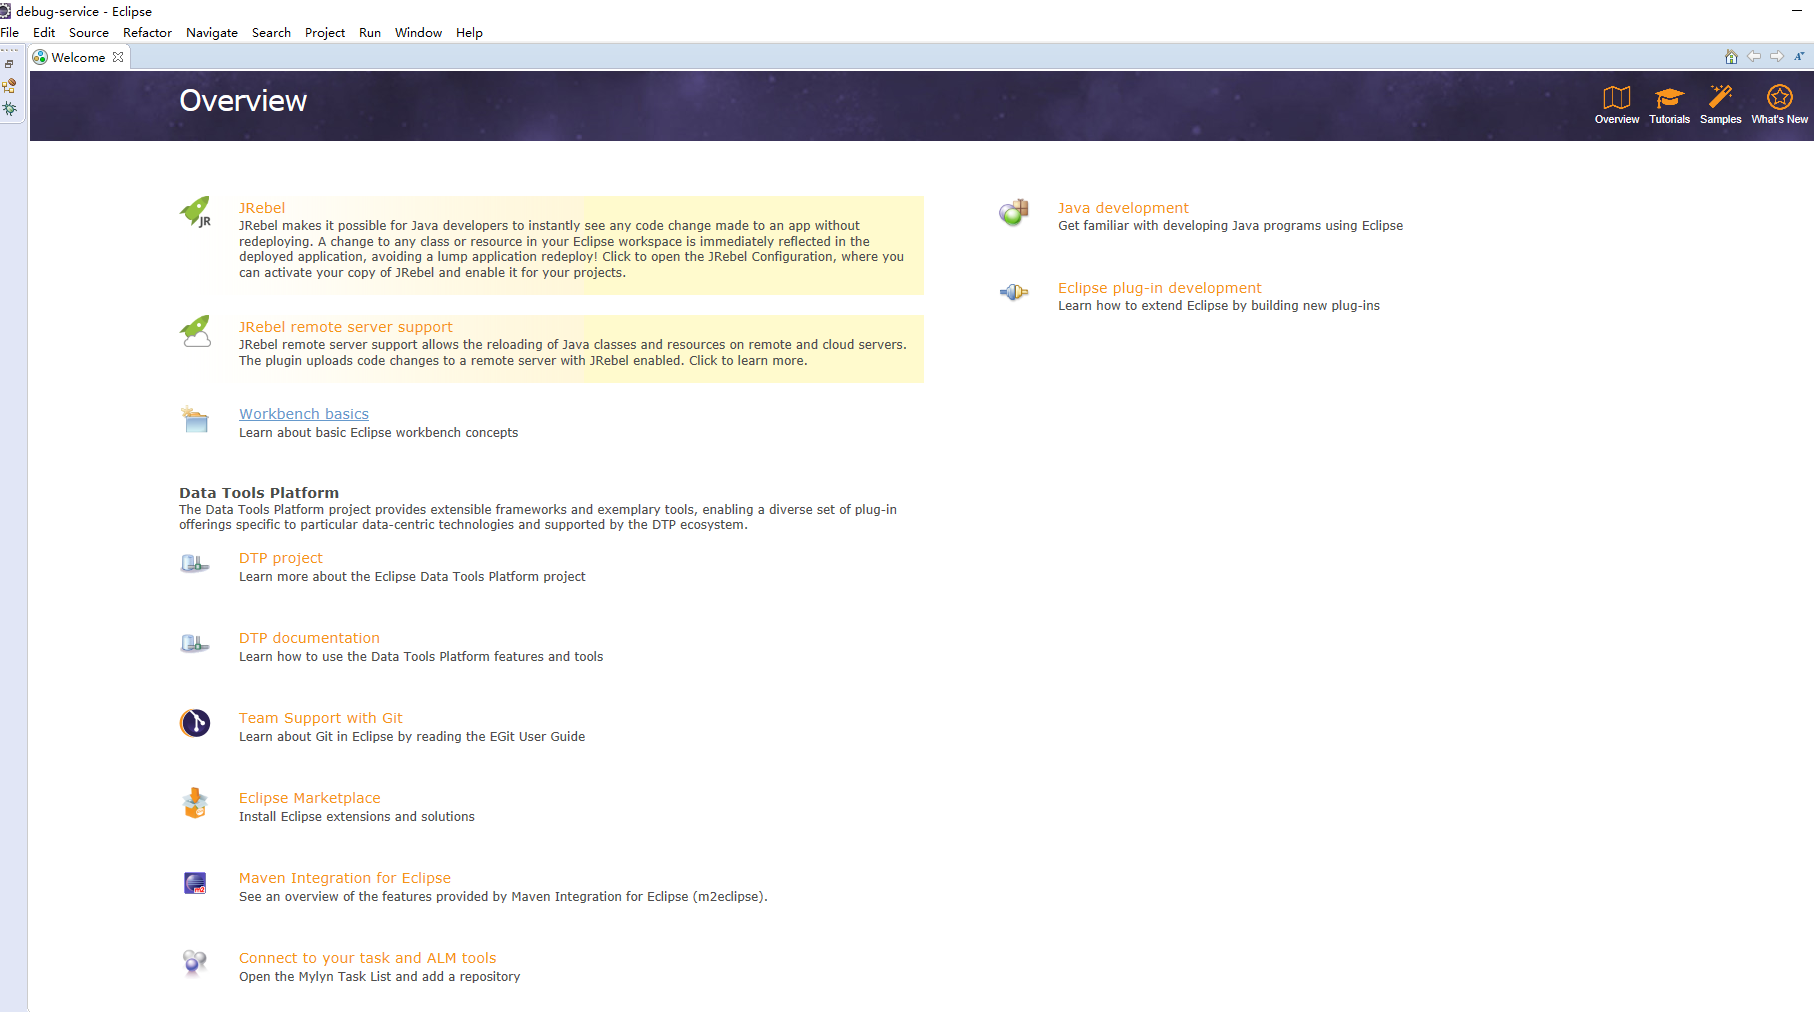 debug-service - Eclipse
File Edit Source Refactor Navigate Search Project Run Window Help
Welcome
Overview
Overview Tutorials Samples What's New
JRebel
JRebel makes it possible for Java developers to instantly see any code change made to an app without
redeploying. A change to any class or resource in your Eclipse workspace is immediately reflected in the
deployed application, avoiding a lump application redeploy! Click to open the JRebel Configuration, where you
can activate your copy of JRebel and enable it for your projects.
JRebel remote server support
JRebel remote server support allows the reloading of Java classes and resources on remote and cloud servers.
The plugin uploads code changes to a remote server with JRebel enabled. Click to learn more.
Workbench basics
Learn about basic Eclipse workbench concepts
Data Tools Platform
The Data Tools Platform project provides extensible frameworks and exemplary tools, enabling a diverse set of plug-in
offerings specific to particular data-centric technologies and supported by the DTP ecosystem.
DTP project
Learn more about the Eclipse Data Tools Platform project
DTP documentation
Learn how to use the Data Tools Platform features and tools
Team Support with Git
Learn about Git in Eclipse by reading the EGit User Guide
Eclipse Marketplace
Install Eclipse extensions and solutions
Maven Integration for Eclipse
See an overview of the features provided by Maven Integration for Eclipse (m2eclipse).
Connect to your task and ALM tools
Open the Mylyn Task List and add a repository
Java development
Get familiar with developing Java programs using Eclipse
Eclipse plug-in development
Learn how to extend Eclipse by building new plug-ins
JR
m2